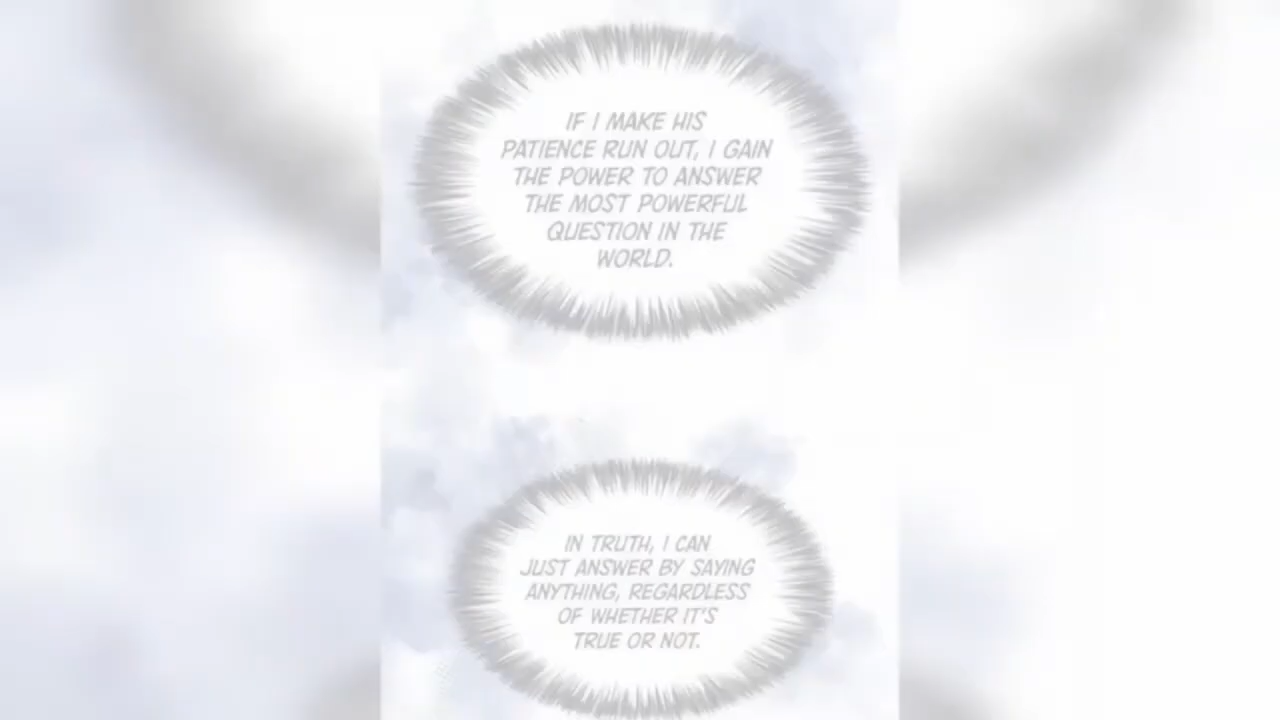 IF I MAKE HIS
PATIENCE RUN OUT, I GAIN
THE POWER TO ANSWER
THE MOST POWERFUL
QUESTION IN THE
WORLD.
IN TRUTH, I CAN
JUST ANSWER BY SAYING
ANYTHING, REGARDLESS
OF WHETHER IT'S
TRUE OR NOT.